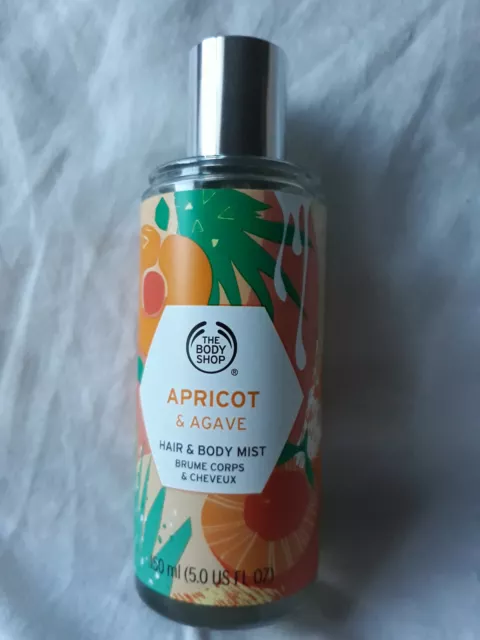 THE
BODY
SHOP
®
APRICOT
& AGAVE
HAIR & BODY MIST
BRUME CORPS
& CHEVEUX
150 ml (5.0 US FL OZ)